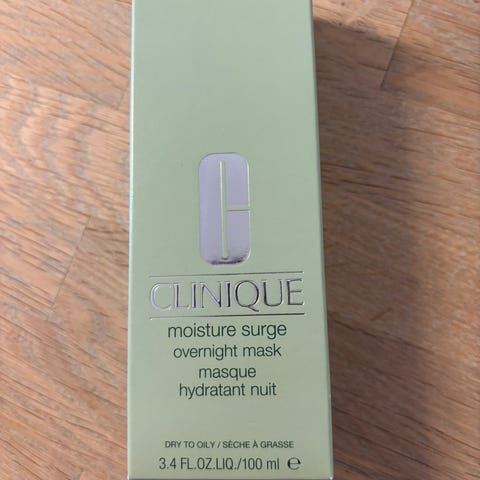 CLINIQUE
moisture surge
overnight mask
masque
hydratant nuit
DRY TO OILY / SÈCHE À GRASSE
3.4 FL.OZ.LIQ./100 ml ℮